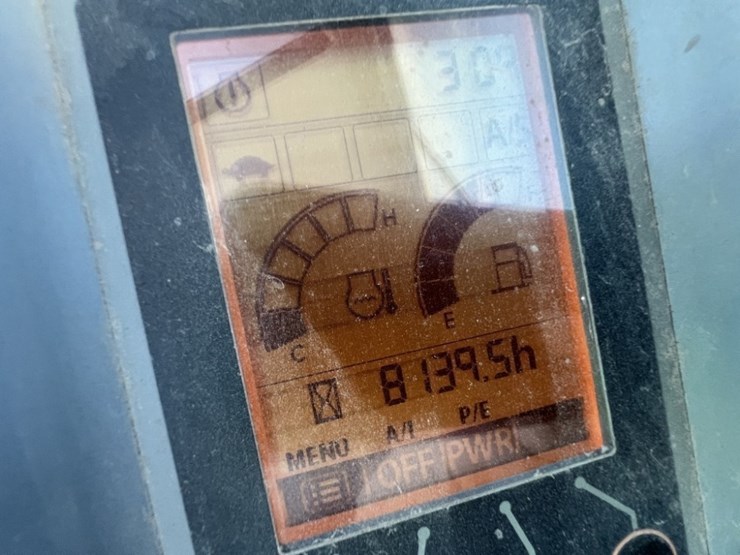 A/S
H
C
E
8139.5h
MENU A/I P/E
OFF PWR